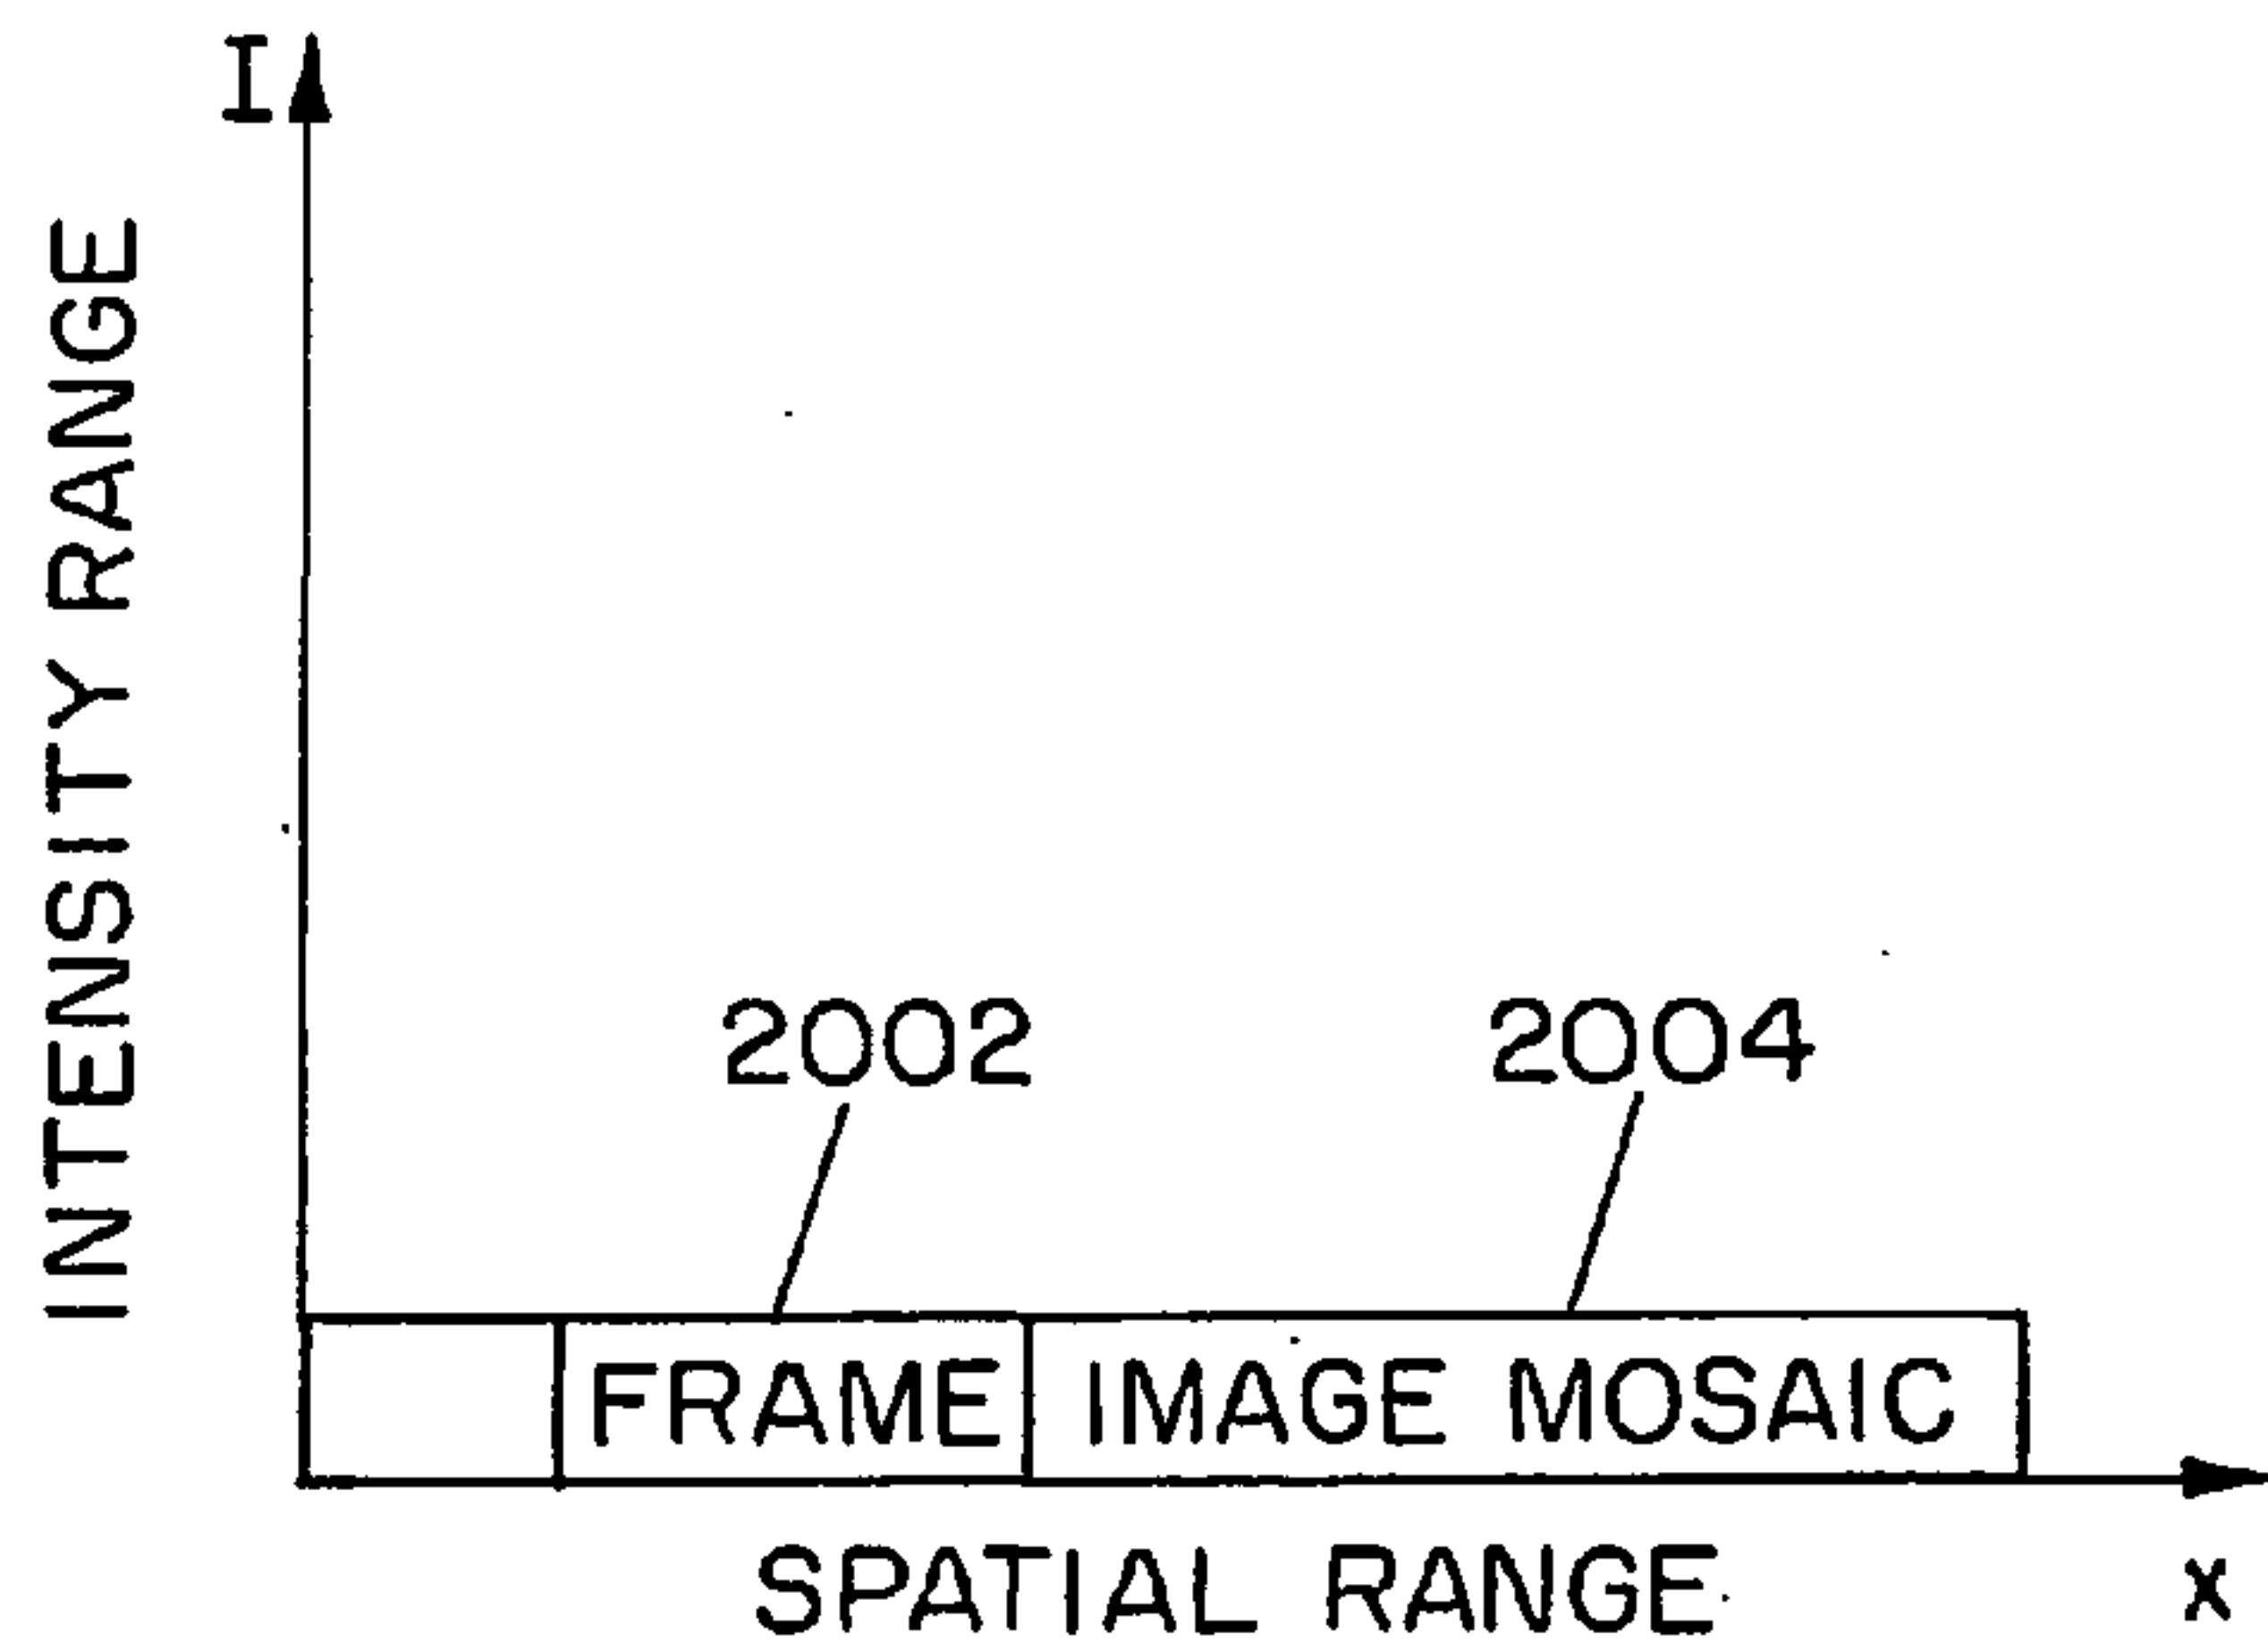 I
INTENSITY RANGE
2002 2004
FRAME IMAGE MOSAIC
SPATIAL RANGE x